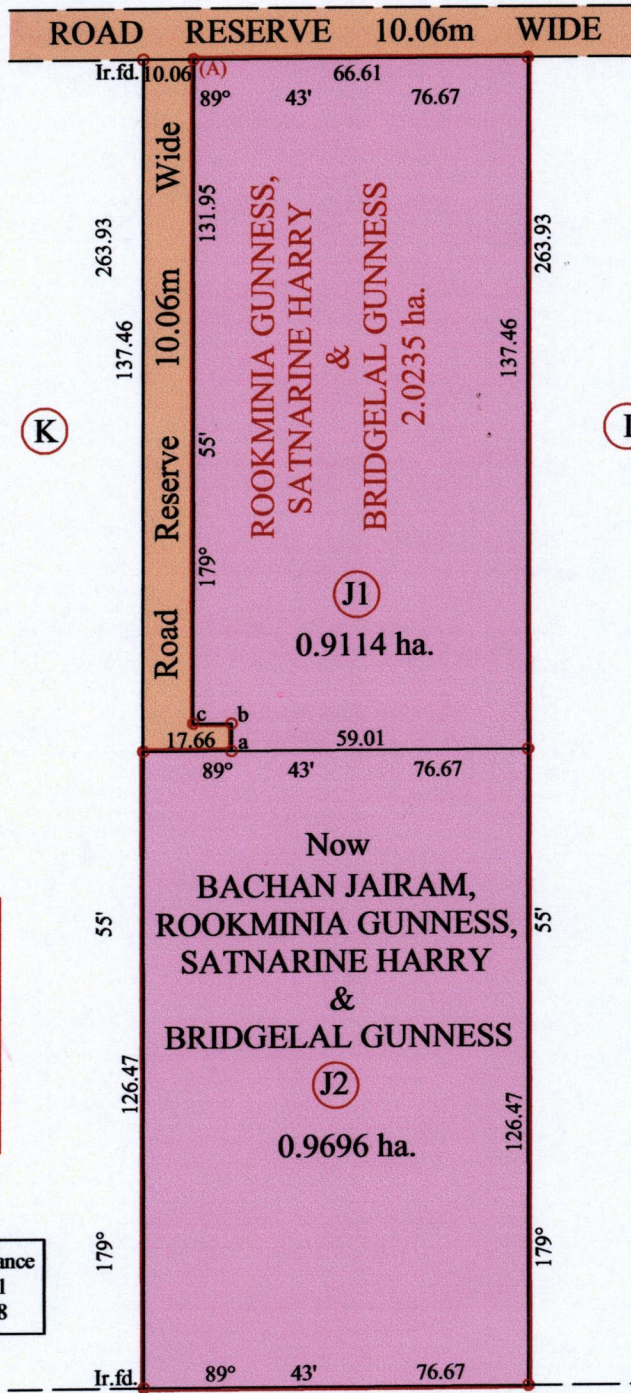 ROAD RESERVE 10.06m WIDE
Ir.fd. 10.06 (A) 66.61
89° 43' 76.67
Road Reserve 10.06m Wide
179° 55' 131.95
263.93
137.46
263.93
137.46
ROOKMINIA GUNNESS,
SATNARINE HARRY
&
BRIDGELAL GUNNESS
2.0235 ha.
K
J1
0.9114 ha.
c b
17.66 a 59.01
89° 43' 76.67
Now
BACHAN JAIRAM,
ROOKMINIA GUNNESS,
SATNARINE HARRY
&
BRIDGELAL GUNNESS
J2
0.9696 ha.
179° 55'
126.47
179° 55'
126.47
Ir.fd. 89° 43' 76.67